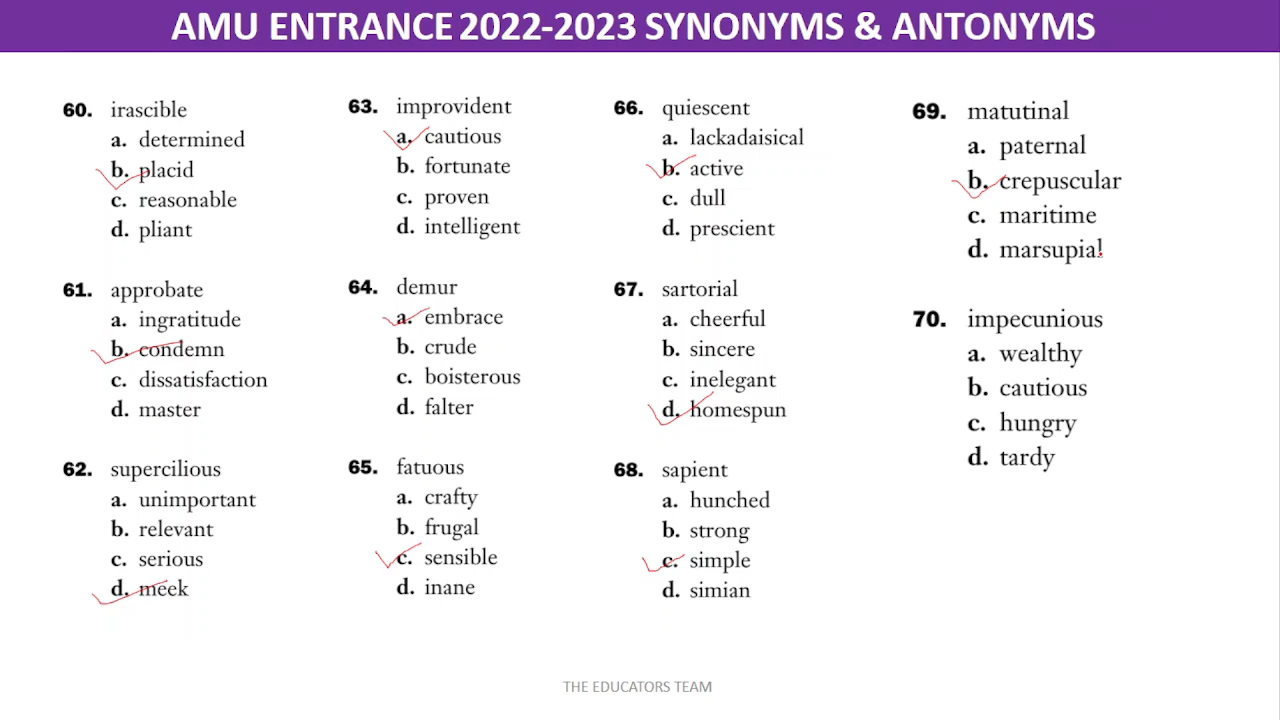 AMU ENTRANCE 2022-2023 SYNONYMS & ANTONYMS
60. irascible
a. determined
b. placid
c. reasonable
d. pliant
61. approbate
a. ingratitude
b. condemn
c. dissatisfaction
d. master
62. supercilious
a. unimportant
b. relevant
c. serious
d. meek
63. improvident
a. cautious
b. fortunate
c. proven
d. intelligent
64. demur
a. embrace
b. crude
c. boisterous
d. falter
65. fatuous
a. crafty
b. frugal
c. sensible
d. inane
66. quiescent
a. lackadaisical
b. active
c. dull
d. prescient
67. sartorial
a. cheerful
b. sincere
c. inelegant
d. homespun
68. sapient
a. hunched
b. strong
c. simple
d. simian
69. matutinal
a. paternal
b. crepuscular
c. maritime
d. marsupial
70. impecunious
a. wealthy
b. cautious
c. hungry
d. tardy
THE EDUCATORS TEAM